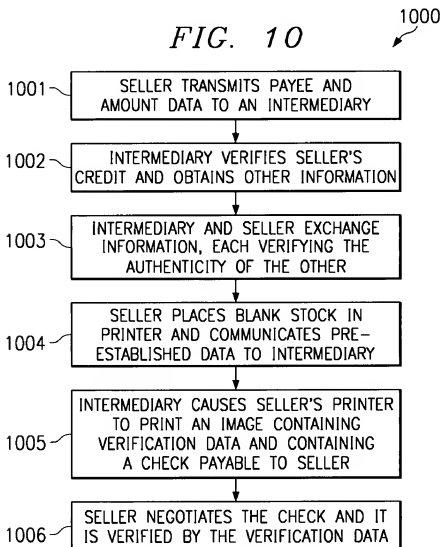 FIG. 10
1000
1001
SELLER TRANSMITS PAYEE AND
AMOUNT DATA TO AN INTERMEDIARY
1002
INTERMEDIARY VERIFIES SELLER'S
CREDIT AND OBTAINS OTHER INFORMATION
1003
INTERMEDIARY AND SELLER EXCHANGE
INFORMATION, EACH VERIFYING THE
AUTHENTICITY OF THE OTHER
1004
SELLER PLACES BLANK STOCK IN
PRINTER AND COMMUNICATES PRE-
ESTABLISHED DATA TO INTERMEDIARY
1005
INTERMEDIARY CAUSES SELLER'S PRINTER
TO PRINT AN IMAGE CONTAINING
VERIFICATION DATA AND CONTAINING
A CHECK PAYABLE TO SELLER
1006
SELLER NEGOTIATES THE CHECK AND IT
IS VERIFIED BY THE VERIFICATION DATA